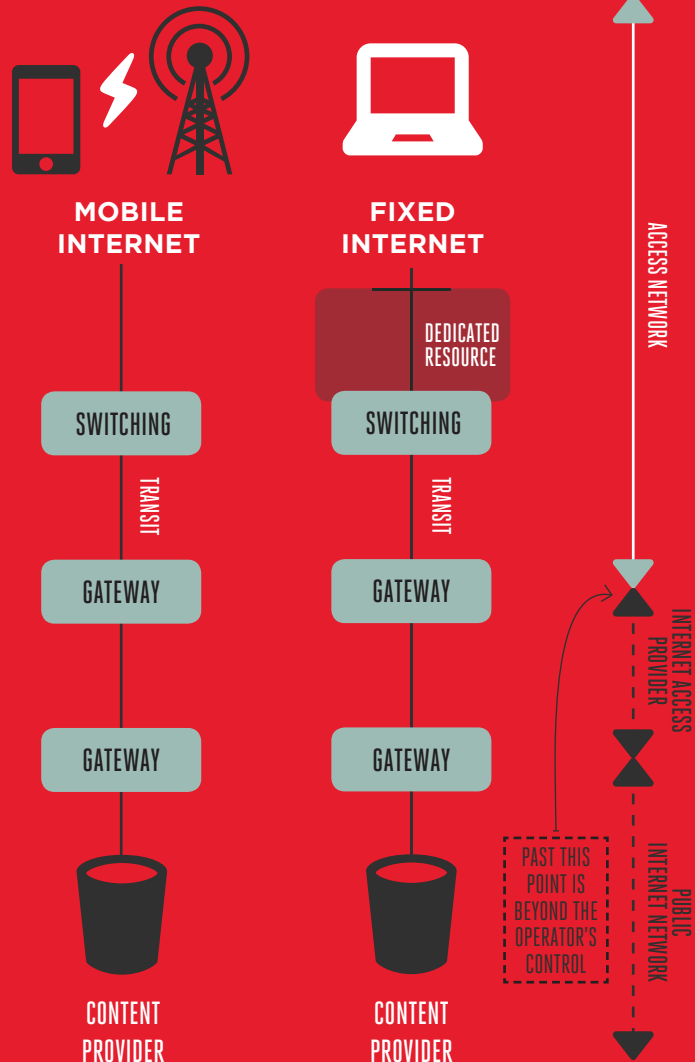 MOBILE
INTERNET
FIXED
INTERNET
DEDICATED
RESOURCE
SWITCHING
SWITCHING
TRANSIT
TRANSIT
GATEWAY
GATEWAY
GATEWAY
GATEWAY
CONTENT
PROVIDER
CONTENT
PROVIDER
PAST THIS
POINT IS
BEYOND THE
OPERATOR'S
CONTROL
ACCESS NETWORK
INTERNET ACCESS
PROVIDER
PUBLIC
INTERNET NETWORK